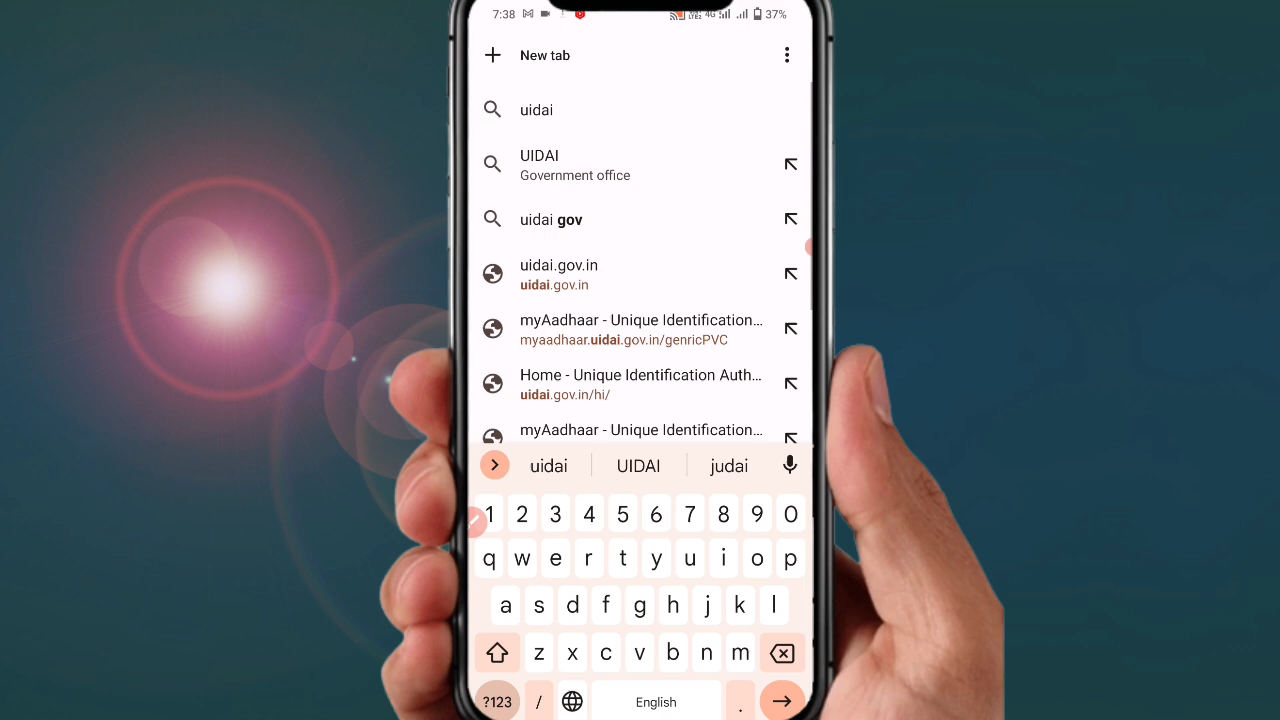 7:38
4G
37%
New tab
uidai
UIDAI
Government office
uidai gov
uidai.gov.in
uidai.gov.in
myAadhaar - Unique Identification...
myaadhaar.uidai.gov.in/genricPVC
Home - Unique Identification Auth...
uidai.gov.in/hi/
myAadhaar - Unique Identification...
uidai UIDAI judai
1 2 3 4 5 6 7 8 9 0
q w e r t y u i o p
a s d f g h j k l
z x c v b n m
?123 / English .